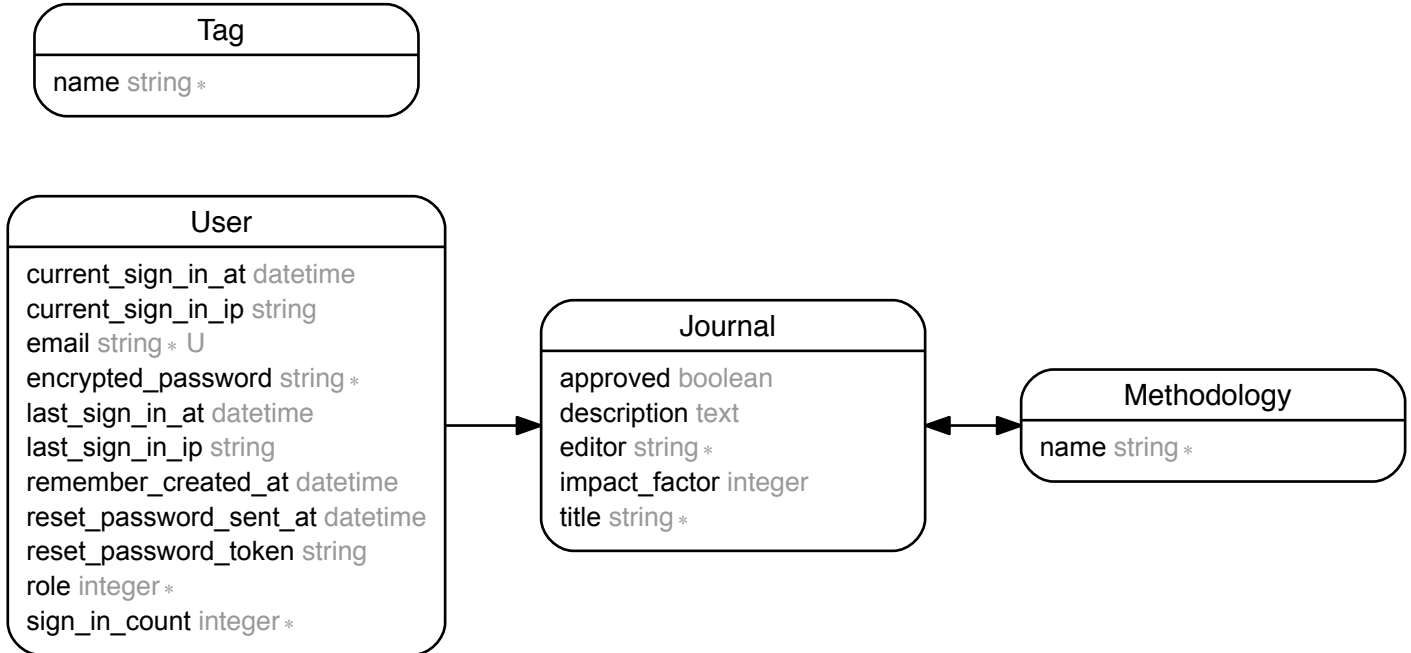 Tag
name string *
User
current_sign_in_at datetime
current_sign_in_ip string
email string * U
encrypted_password string *
last_sign_in_at datetime
last_sign_in_ip string
remember_created_at datetime
reset_password_sent_at datetime
reset_password_token string
role integer *
sign_in_count integer *
Journal
approved boolean
description text
editor string *
impact_factor integer
title string *
Methodology
name string *